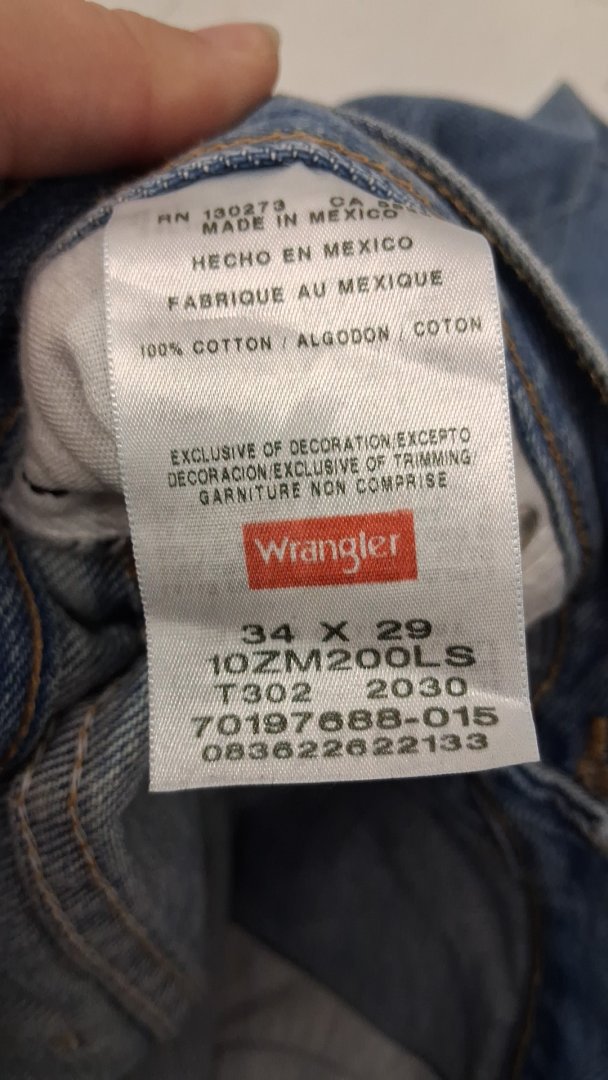 RN 130273 CA
MADE IN MEXICO
HECHO EN MEXICO
FABRIQUE AU MEXIQUE
100% COTTON / ALGODON / COTON
EXCLUSIVE OF DECORATION/EXCEPTO
DECORACION/EXCLUSIVE OF TRIMMING
GARNITURE NON COMPRISE
Wrangler
34 X 29
10ZM200LS
T302 2030
70197688-015
083622622133